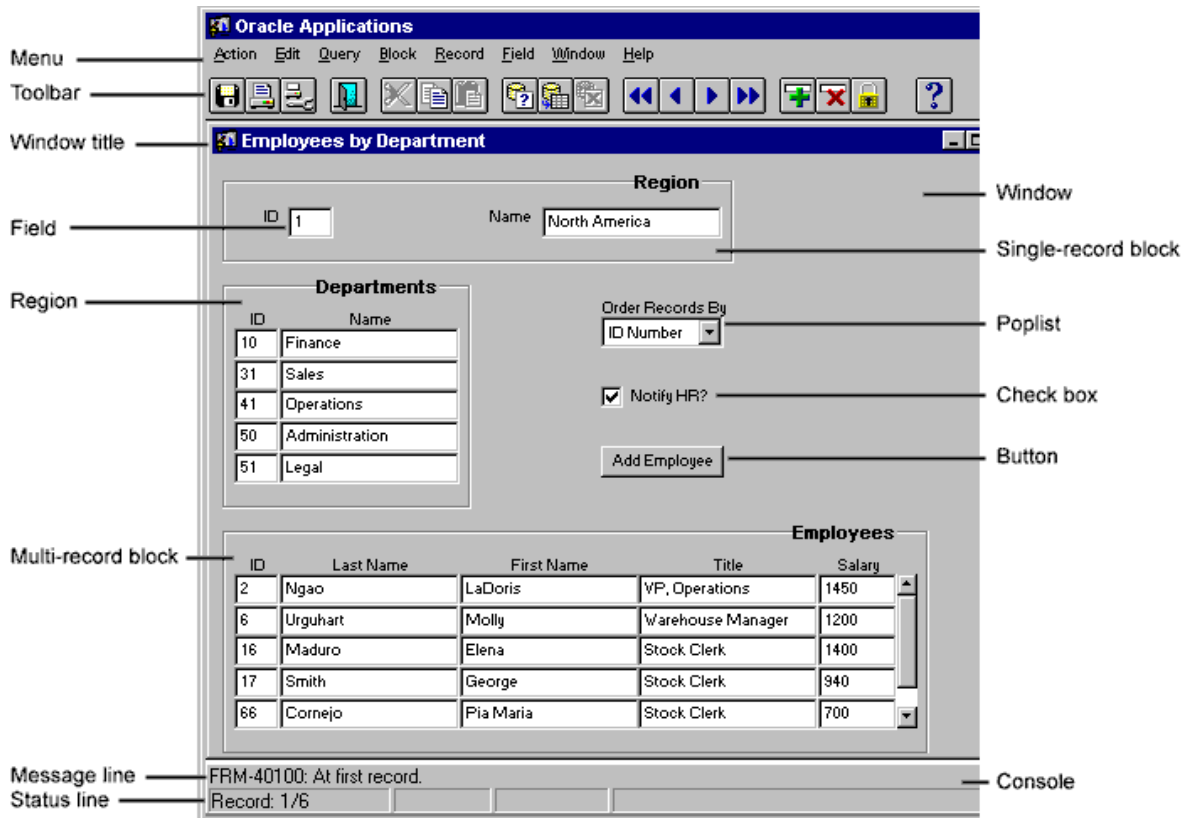 Oracle Applications
Menu
Action Edit Query Block Record Field Window Help
Toolbar
Window title
Employees by Department
Region
Window
Field
ID 1 Name North America
Single-record block
Region
Departments
ID Name
10 Finance
31 Sales
41 Operations
50 Administration
51 Legal
Order Records By
ID Number
Poplist
Notify HR?
Check box
Add Employee
Button
Multi-record block
Employees
ID Last Name First Name Title Salary
2 Ngao LaDoris VP, Operations 1450
6 Urguhart Molly Warehouse Manager 1200
16 Maduro Elena Stock Clerk 1400
17 Smith George Stock Clerk 940
66 Cornejo Pia Maria Stock Clerk 700
Message line
FRM-40100: At first record.
Console
Status line
Record: 1/6